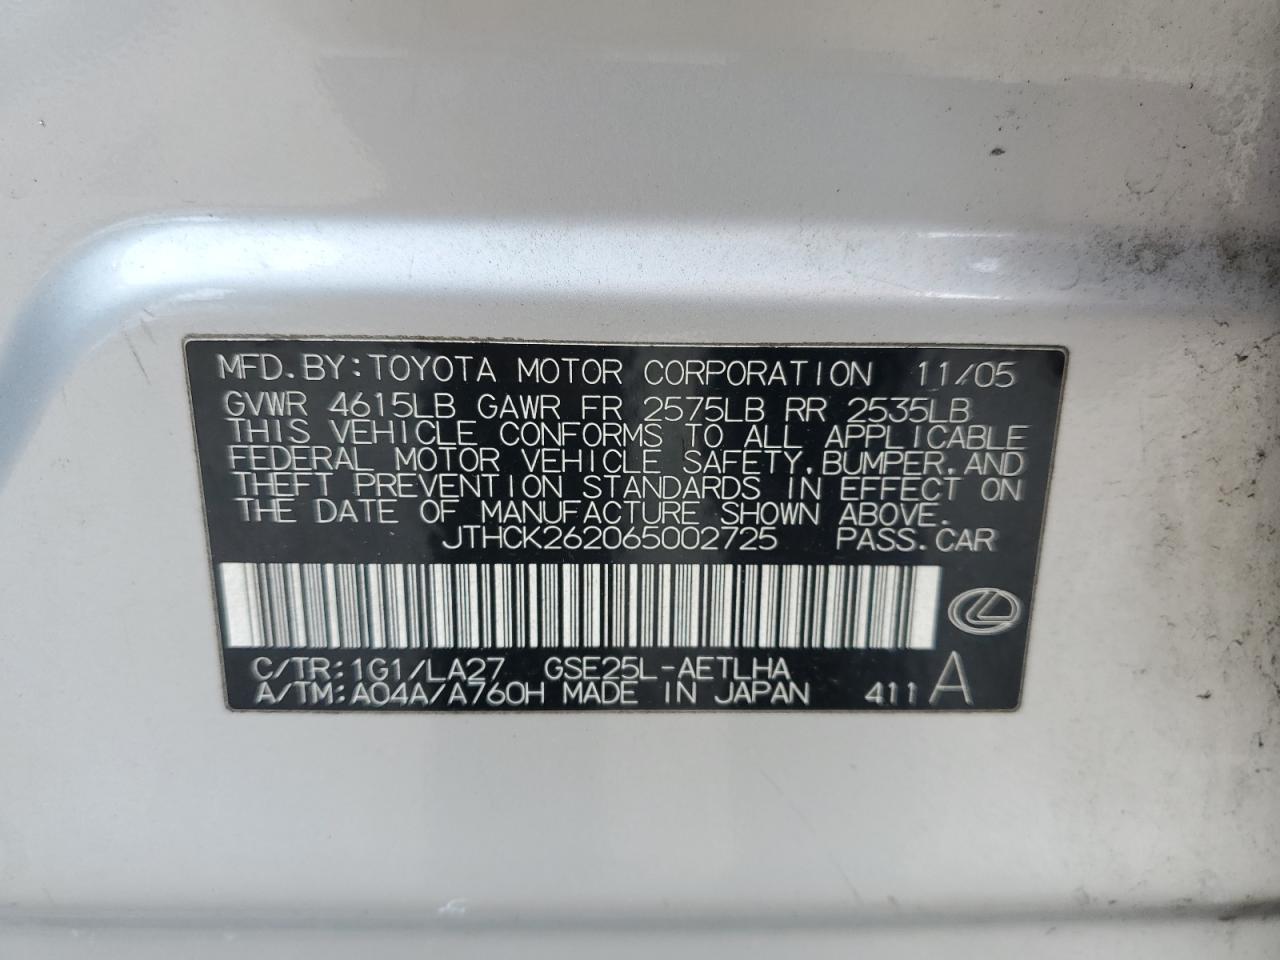 MFD. BY: TOYOTA MOTOR CORPORATION 11/05
GVWR 4615LB GAWR FR 2575LB RR 2535LB
THIS VEHICLE CONFORMS TO ALL APPLICABLE
FEDERAL MOTOR VEHICLE SAFETY, BUMPER, AND
THEFT PREVENTION STANDARDS IN EFFECT ON
THE DATE OF MANUFACTURE SHOWN ABOVE.
JTHCK262065002725 PASS. CAR
C/TR: 1G1/LA27 GSE25L-AETLHA
A/TM: A04A/A760H MADE IN JAPAN 411 A